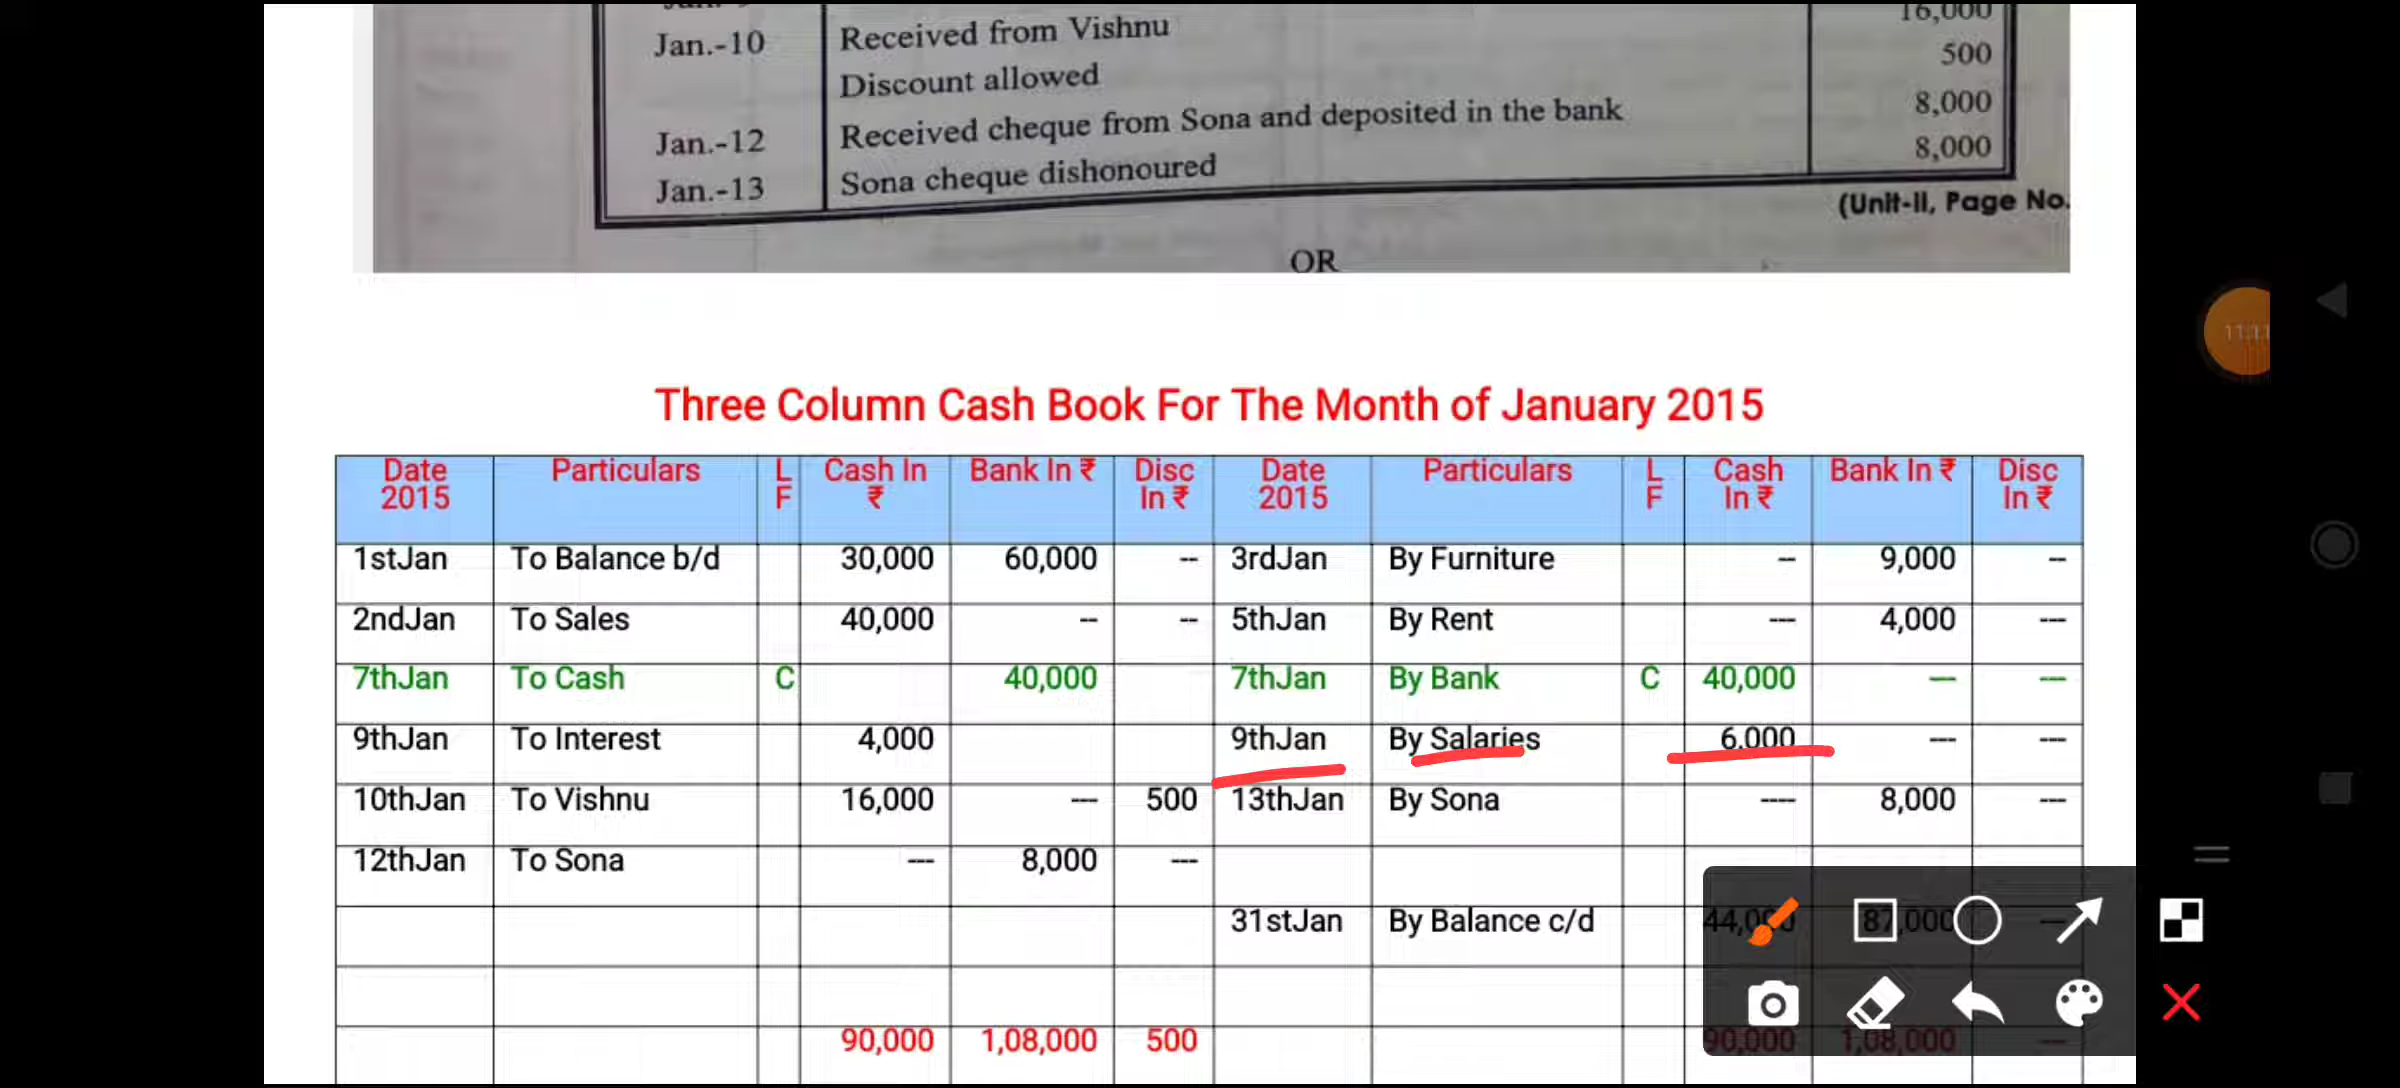 16,000
Jan.-10 Received from Vishnu 500
Discount allowed 8,000
Jan.-12 Received cheque from Sona and deposited in the bank 8,000
Jan.-13 Sona cheque dishonoured
(Unit-II, Page No.
OR
Three Column Cash Book For The Month of January 2015
Date 2015 Particulars L F Cash In ₹ Bank In ₹ Disc In ₹ Date 2015 Particulars L F Cash In ₹ Bank In ₹ Disc In ₹
1stJan To Balance b/d 30,000 60,000 -- 3rdJan By Furniture -- 9,000 --
2ndJan To Sales 40,000 -- -- 5thJan By Rent --- 4,000 ---
7thJan To Cash C 40,000 7thJan By Bank C 40,000 --- ---
9thJan To Interest 4,000 9thJan By Salaries 6,000 --- ---
10thJan To Vishnu 16,000 --- 500 13thJan By Sona ---- 8,000 ---
12thJan To Sona --- 8,000 ---
31stJan By Balance c/d 44,000 87,000 ---
90,000 1,08,000 500 90,000 1,08,000 ---